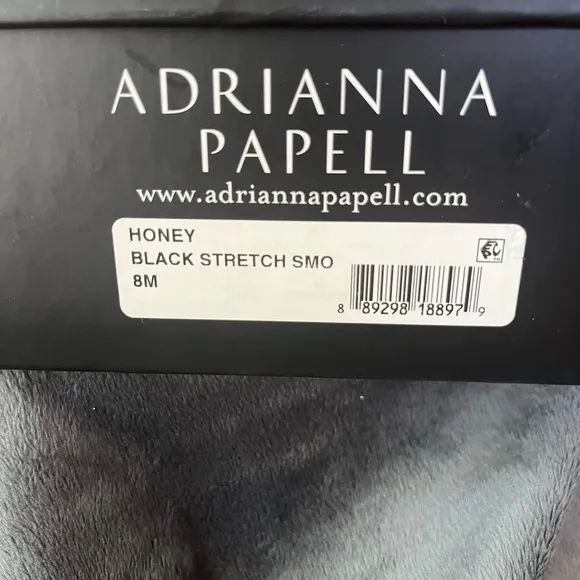 ADRIANNA
PAPELL
www.adriannapapell.com
HONEY
BLACK STRETCH SMO
8M
8 89298 18897 9